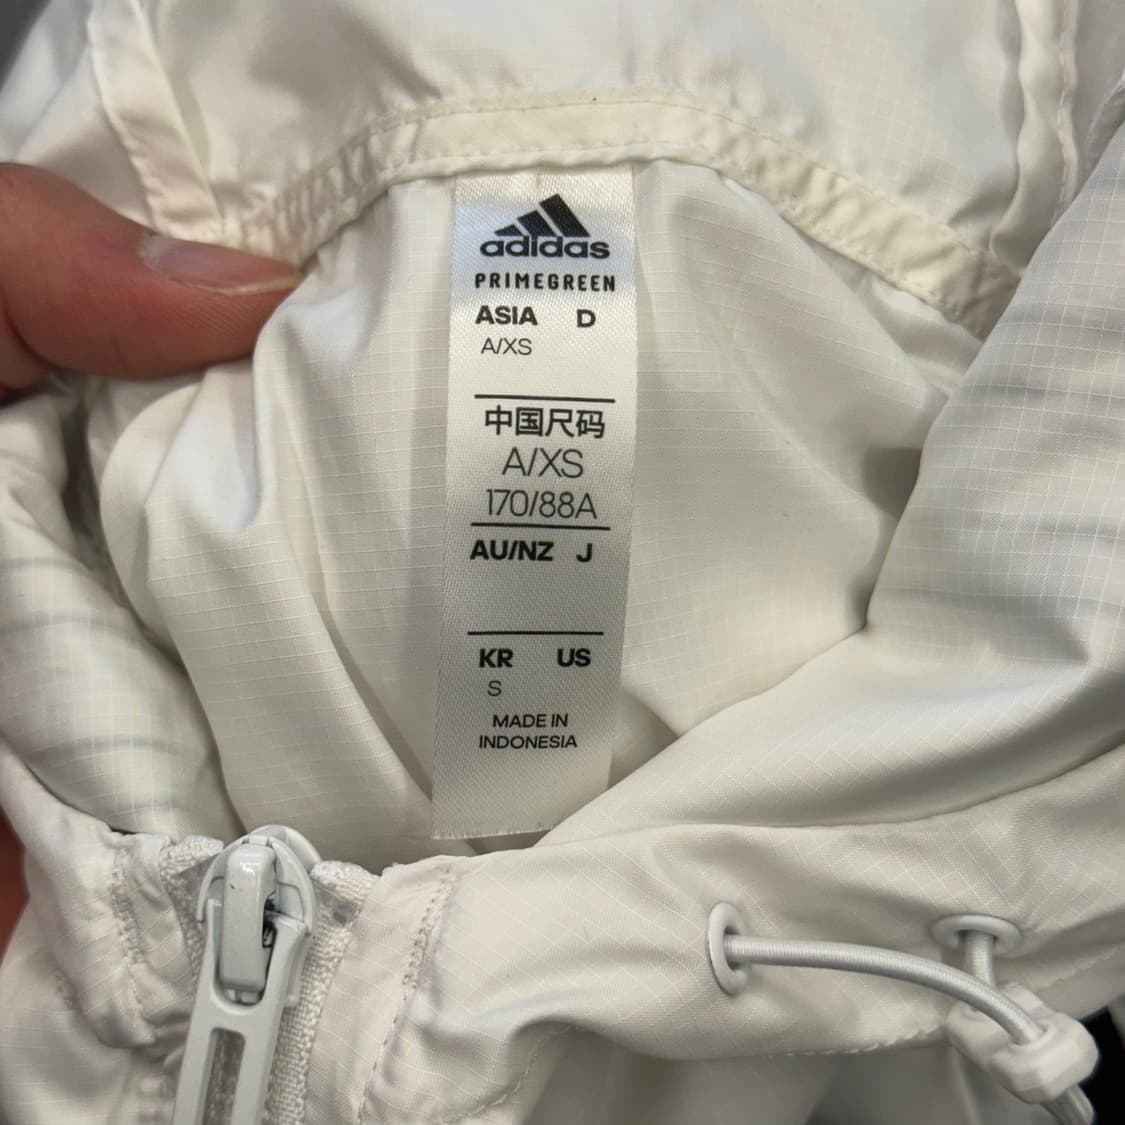 adidas
PRIMEGREEN
ASIA D
A/XS
中国尺码
A/XS
170/88A
AU/NZ J
KR US
S
MADE IN
INDONESIA